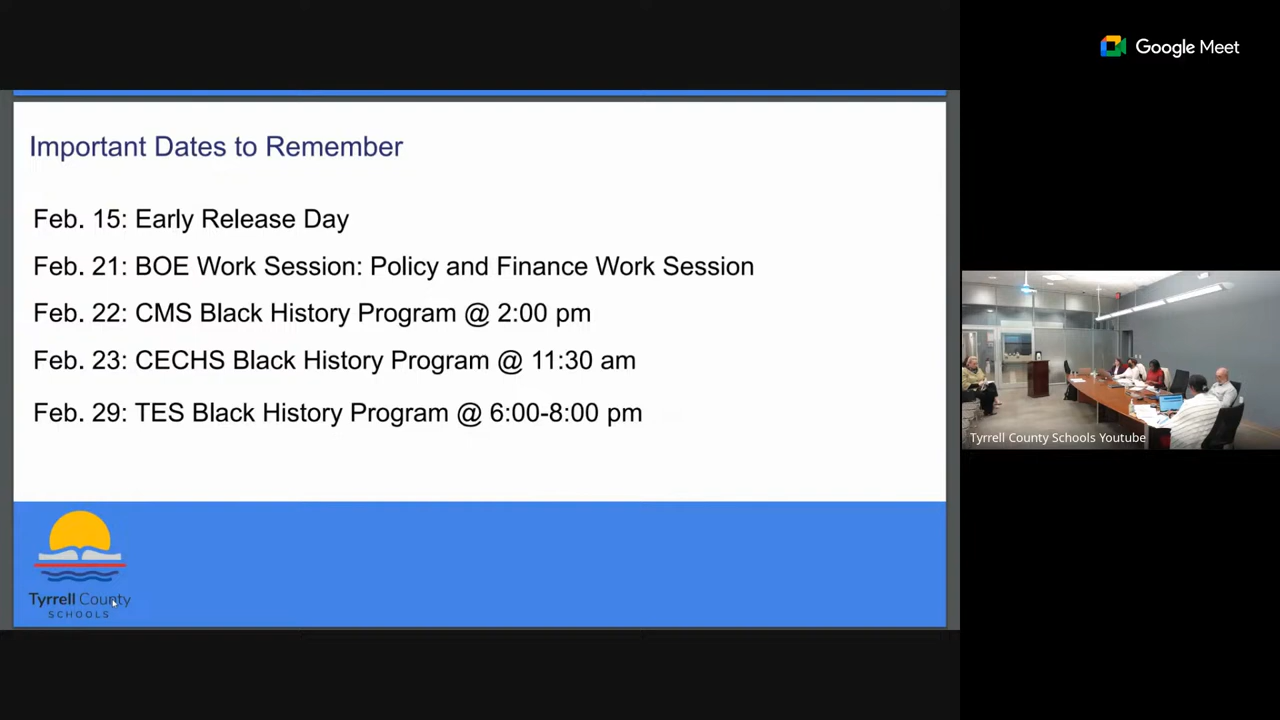 Google Meet
Important Dates to Remember
Feb. 15: Early Release Day
Feb. 21: BOE Work Session: Policy and Finance Work Session
Feb. 22: CMS Black History Program @ 2:00 pm
Feb. 23: CECHS Black History Program @ 11:30 am
Feb. 29: TES Black History Program @ 6:00-8:00 pm
Tyrrell County Schools Youtube
Tyrrell County
SCHOOLS